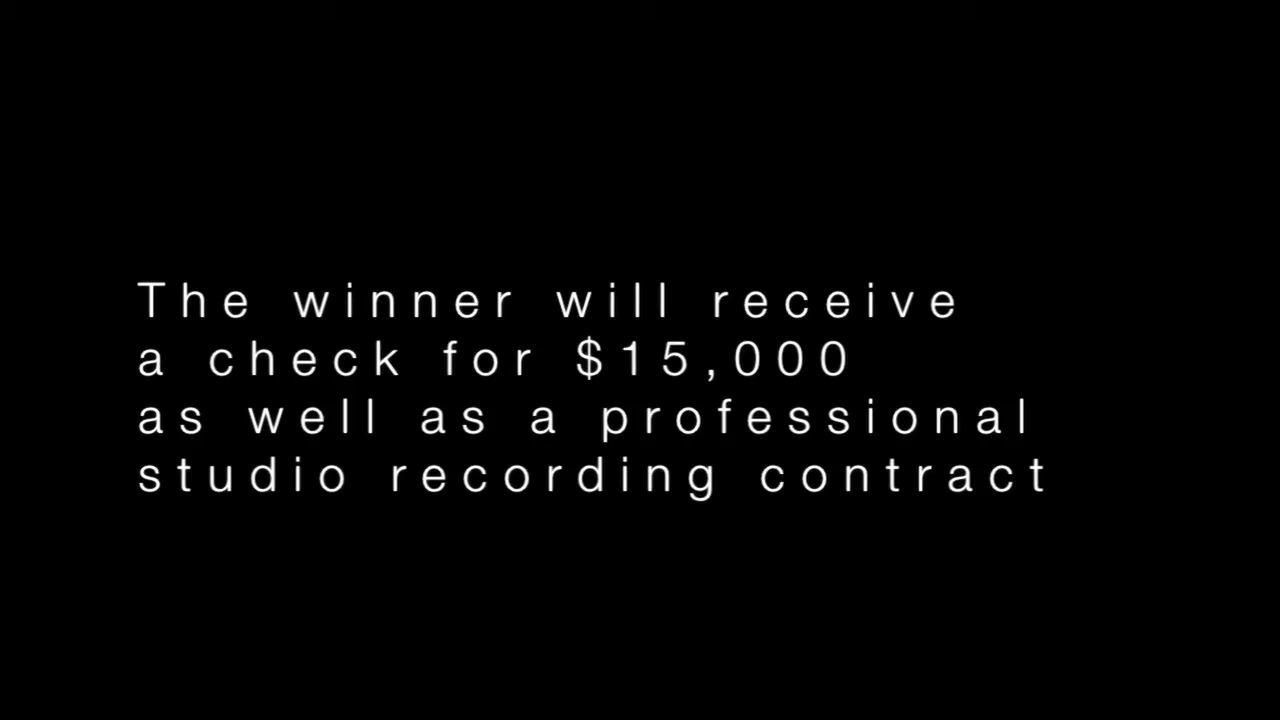 The winner will receive
a check for $15,000
as well as a professional
studio recording contract